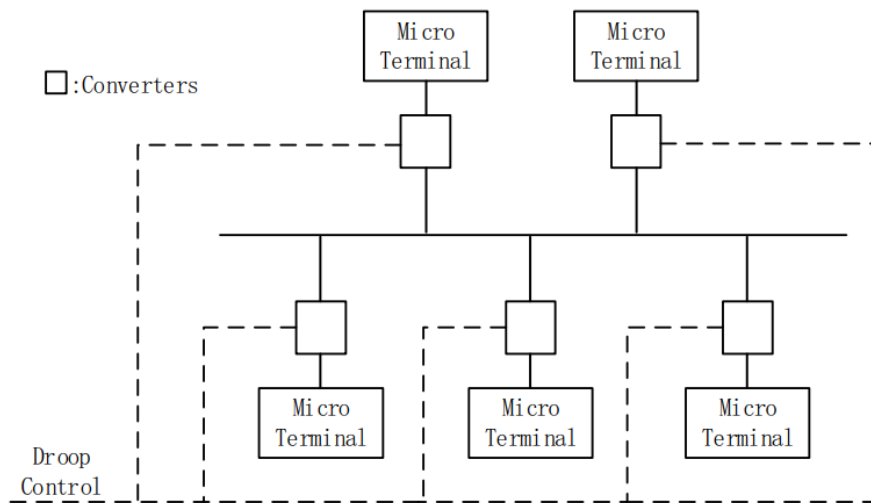 Micro
Terminal
Micro
Terminal
:Converters
Micro
Terminal
Micro
Terminal
Micro
Terminal
Droop
Control